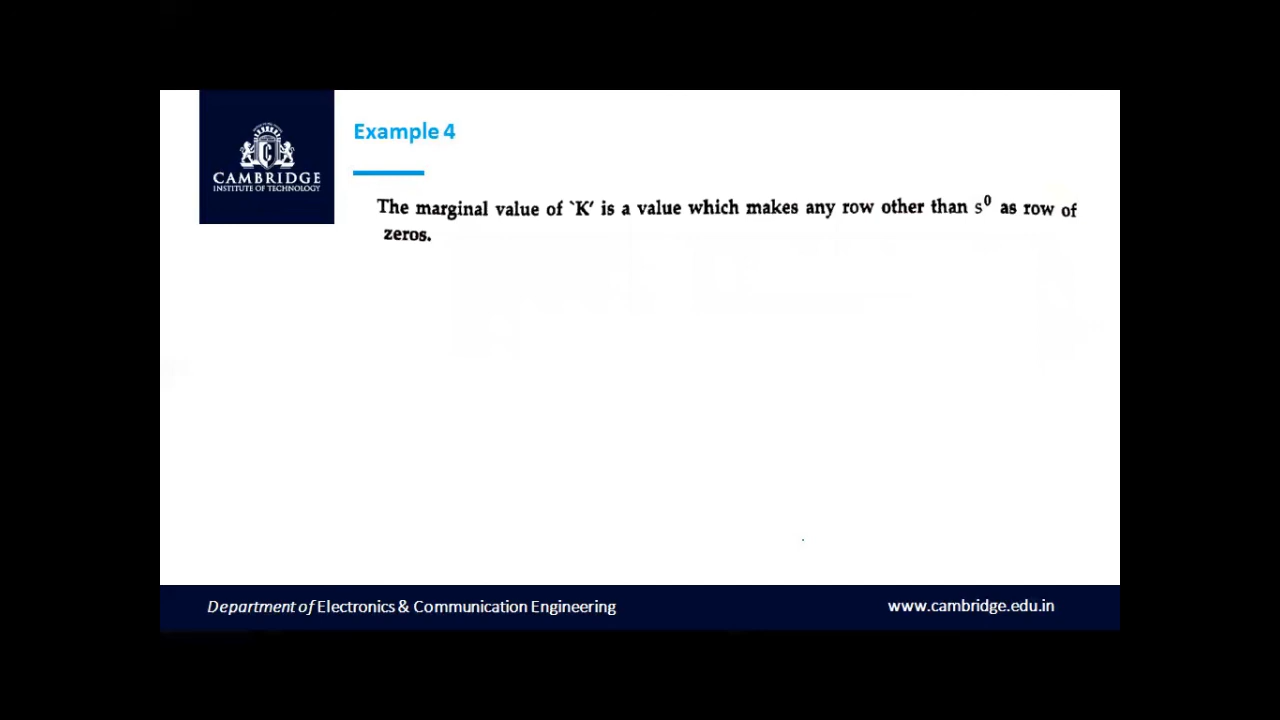 CAMBRIDGE
INSTITUTE OF TECHNOLOGY
Example 4
The marginal value of `K' is a value which makes any row other than s⁰ as row of
zeros.
Department of Electronics & Communication Engineering
www.cambridge.edu.in